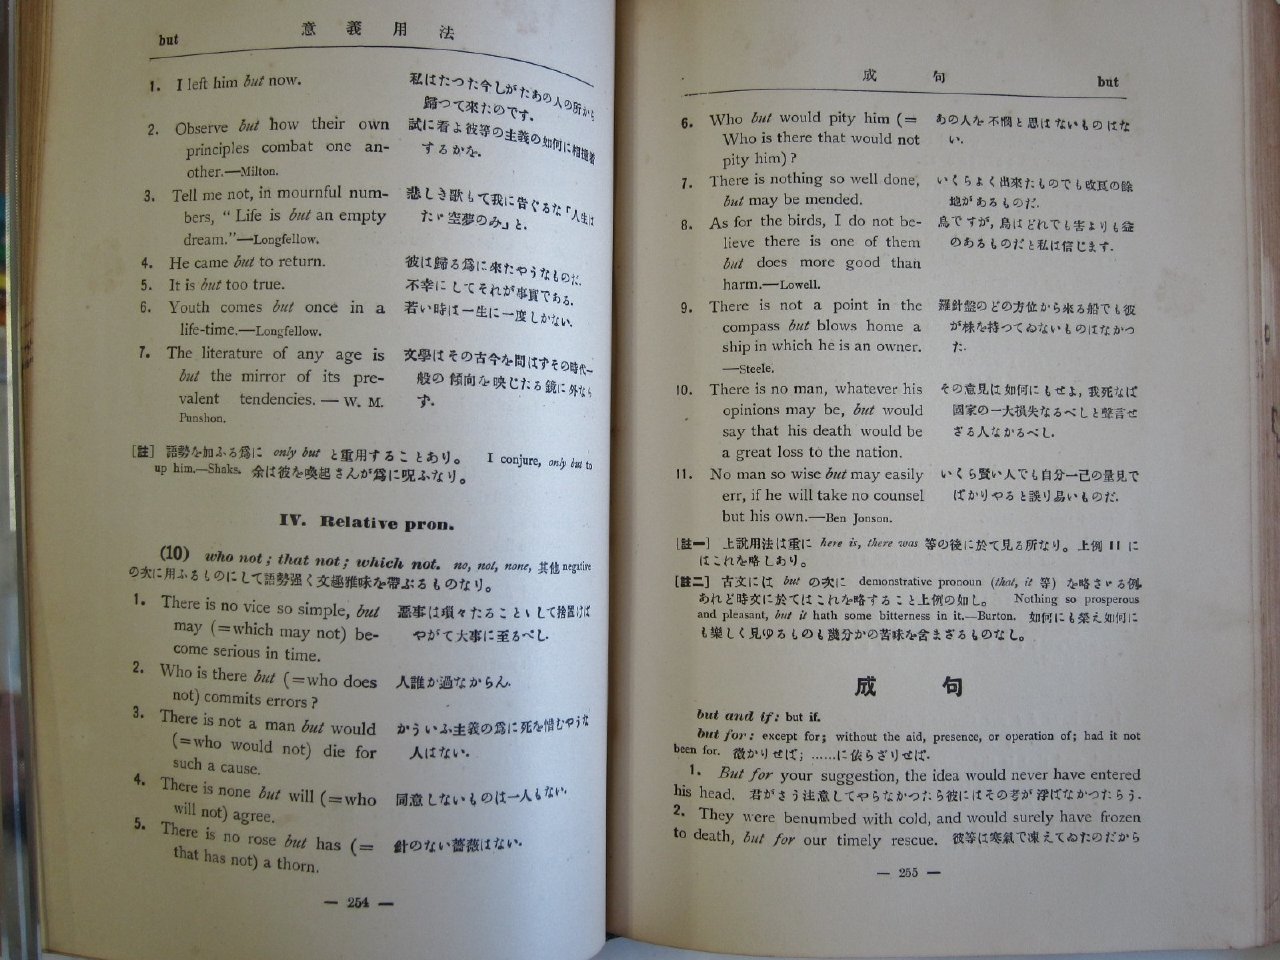 but
意義用法
1. I left him but now. 私はたつた今しがたあの人の所から
歸つて來たのです.
2. Observe but how their own 試に看よ彼等の主義の如何に相撞着
principles combat one an- するかな.
other.—Milton.
3. Tell me not, in mournful num- 悲しき歌もて我に告ぐるな「人生は
bers, “Life is but an empty たゞ空夢のみ」と.
dream.”—Longfellow.
4. He came but to return. 彼は歸る爲に來たやうなものだ.
5. It is but too true. 不幸にしてそれが事實である.
6. Youth comes but once in a 若い時は一生に一度しかない.
life-time.—Longfellow.
7. The literature of any age is 文學はその古今を問はずその時代一
but the mirror of its pre- 般の傾向を映じたる鏡に外なら
valent tendencies. — W. M. ず.
Punshon.
[註] 語勢を加ふる爲に only but と重用することあり。 I conjure, only but to
up him.—Shaks. 余は彼を喚起さんが爲に呪ふなり。
IV. Relative pron.
(10) who not; that not; which not. no, not, none, 其他 negative
の次に用ふるものにして語勢强く文趣雅味を帶ぶるものなり。
1. There is no vice so simple, but 惡事は瑣々たることゝして捨置けば
may (=which may not) be- やがて大事に至るべし.
come serious in time.
2. Who is there but (=who does 人誰か過なからん.
not) commits errors?
3. There is not a man but would かういふ主義の爲に死を惜むやうな
(=who would not) die for 人はない.
such a cause.
4. There is none but will (=who 同意しないものは一人もない.
will not) agree.
5. There is no rose but has (= 針のない薔薇はない.
that has not) a thorn.
— 254 —
成句
but
6. Who but would pity him (= あの人を不憫と思はないものはな
Who is there that would not い.
pity him)?
7. There is nothing so well done, いくらよく出來たものでも改良の餘
but may be mended. 地があるものだ.
8. As for the birds, I do not be- 鳥ですが, 鳥はどれでも害よりも益
lieve there is one of them のあるものだと私は信じます.
but does more good than
harm.—Lowell.
9. There is not a point in the 羅針盤のどの方位から來る船でも彼
compass but blows home a が株を持つてゐないものはなかつ
ship in which he is an owner. た.
—Steele.
10. There is no man, whatever his その意見は如何にもせよ, 我死なば
opinions may be, but would 國家の一大損失なるべしと聲言せ
say that his death would be ざる人なかるべし.
a great loss to the nation.
11. No man so wise but may easily いくら賢い人でも自分一己の量見で
err, if he will take no counsel ばかりやると誤り易いものだ.
but his own.—Ben Jonson.
[註一] 上說用法は重に here is, there was 等の後に於て見る所なり。上例 11 に
はこれを略しあり。
[註二] 古文には but の次に demonstrative pronoun (that, it 等) を略さゞる例
あれど時文に於てはこれを略すること上例の如し。 Nothing so prosperous
and pleasant, but it hath some bitterness in it.—Burton. 如何にも榮え如何に
も樂しく見ゆるものも幾分かの苦味を含まざるものなし。
成句
but and if: but if.
but for: except for; without the aid, presence, or operation of; had it not
been for. 微かりせば; ……に依らざりせば.
1. But for your suggestion, the idea would never have entered
his head. 君がさう注意してやらなかつたら彼にはその考が浮ばなかつたらう.
2. They were benumbed with cold, and would surely have frozen
to death, but for our timely rescue. 彼等は寒氣で凍えてゐたのだから
— 255 —